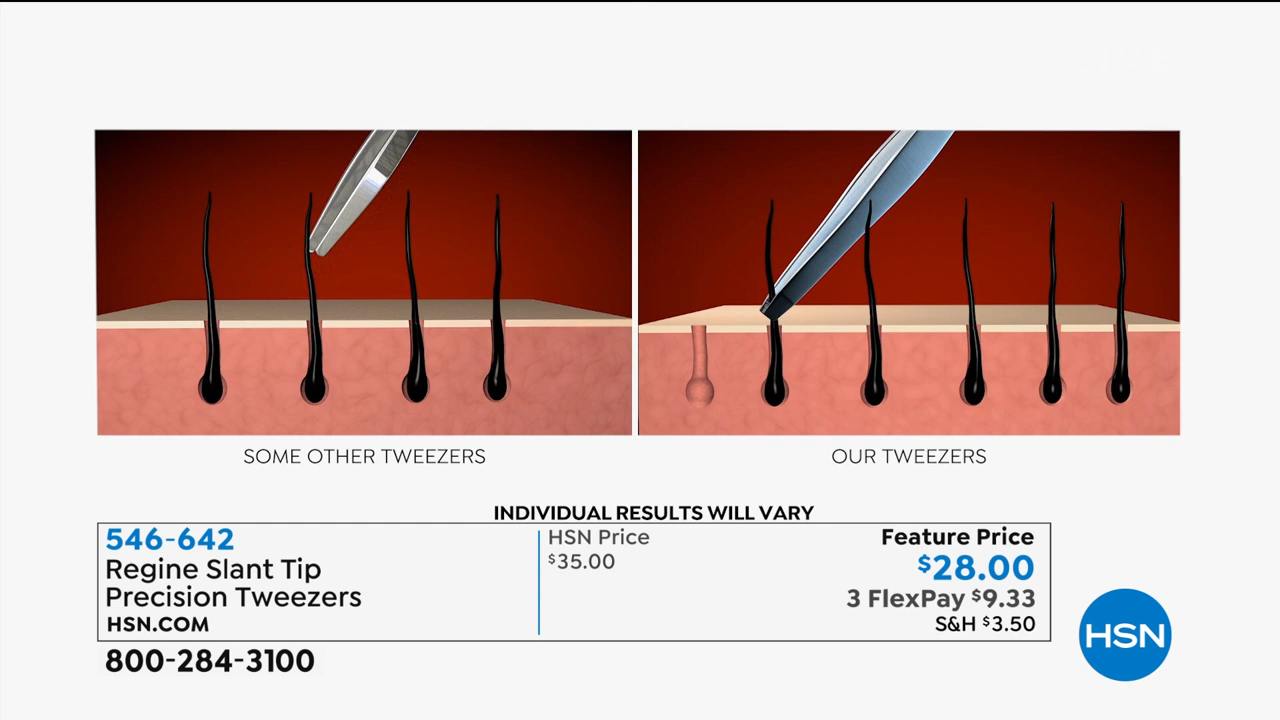 LIVE
SOME OTHER TWEEZERS
OUR TWEEZERS
INDIVIDUAL RESULTS WILL VARY
546-642
Regine Slant Tip
Precision Tweezers
HSN.COM
HSN Price
$35.00
Feature Price
$28.00
3 FlexPay $9.33
S&H $3.50
800-284-3100
HSN